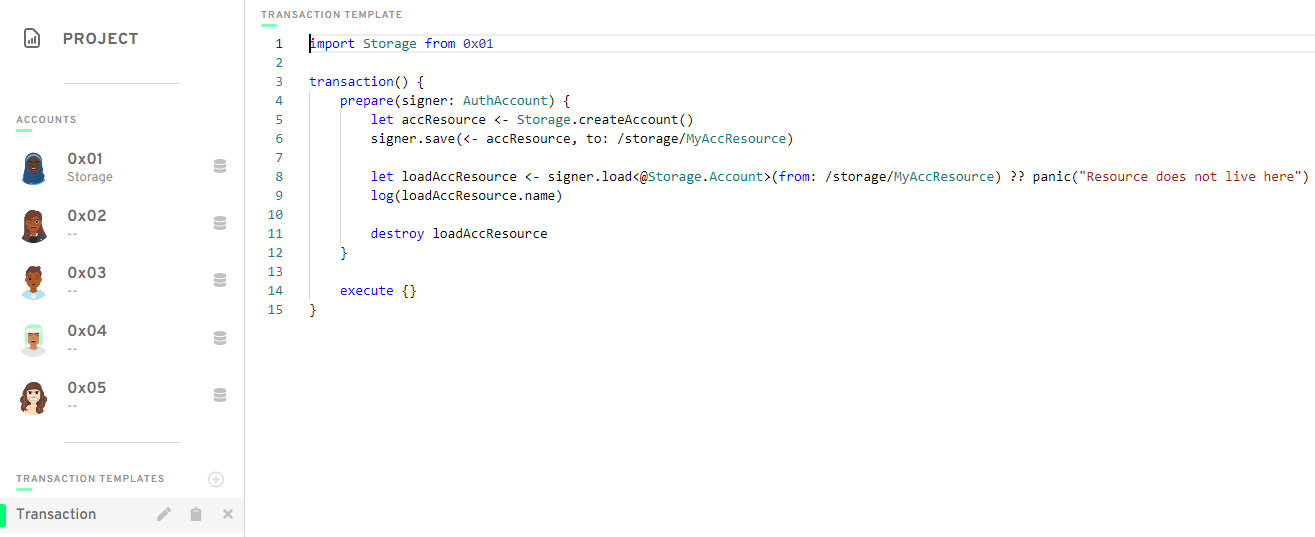 PROJECT
ACCOUNTS
0x01
Storage
0x02
--
0x03
--
0x04
--
0x05
--
TRANSACTION TEMPLATES
Transaction
TRANSACTION TEMPLATE
1 import Storage from 0x01
2
3 transaction() {
4 prepare(signer: AuthAccount) {
5 let accResource <- Storage.createAccount()
6 signer.save(<- accResource, to: /storage/MyAccResource)
7
8 let loadAccResource <- signer.load<@Storage.Account>(from: /storage/MyAccResource) ?? panic("Resource does not live here")
9 log(loadAccResource.name)
10
11 destroy loadAccResource
12 }
13
14 execute {}
15 }